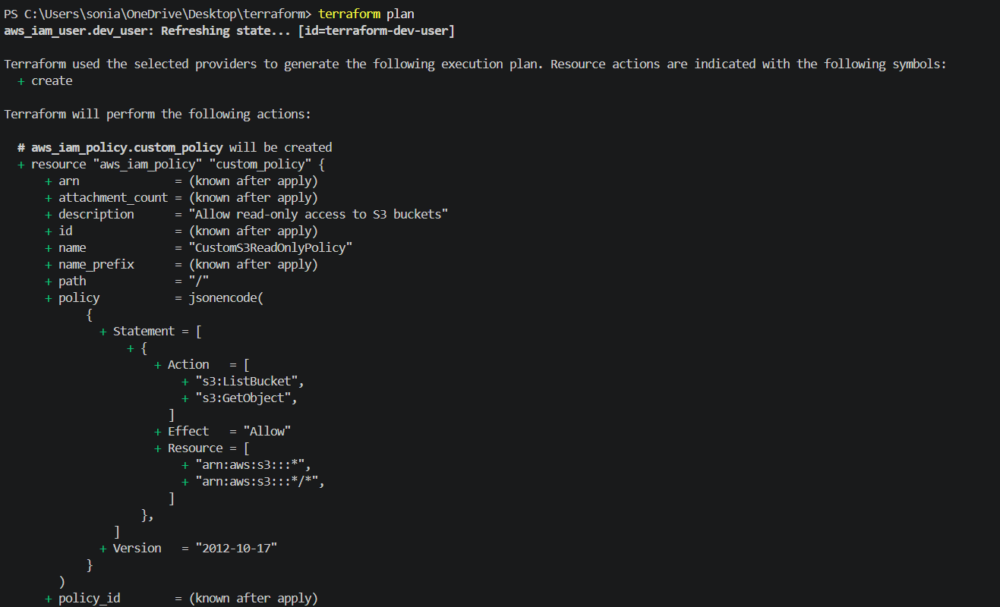 PS C:\Users\sonia\OneDrive\Desktop\terraform> terraform plan
aws_iam_user.dev_user: Refreshing state... [id=terraform-dev-user]

Terraform used the selected providers to generate the following execution plan. Resource actions are indicated with the following symbols:
  + create

Terraform will perform the following actions:

  # aws_iam_policy.custom_policy will be created
  + resource "aws_iam_policy" "custom_policy" {
      + arn              = (known after apply)
      + attachment_count = (known after apply)
      + description      = "Allow read-only access to S3 buckets"
      + id               = (known after apply)
      + name             = "CustomS3ReadOnlyPolicy"
      + name_prefix      = (known after apply)
      + path             = "/"
      + policy           = jsonencode(
            {
              + Statement = [
                  + {
                      + Action   = [
                          + "s3:ListBucket",
                          + "s3:GetObject",
                        ]
                      + Effect   = "Allow"
                      + Resource = [
                          + "arn:aws:s3:::*",
                          + "arn:aws:s3:::*/*",
                        ]
                    },
                ]
              + Version   = "2012-10-17"
            }
        )
      + policy_id        = (known after apply)